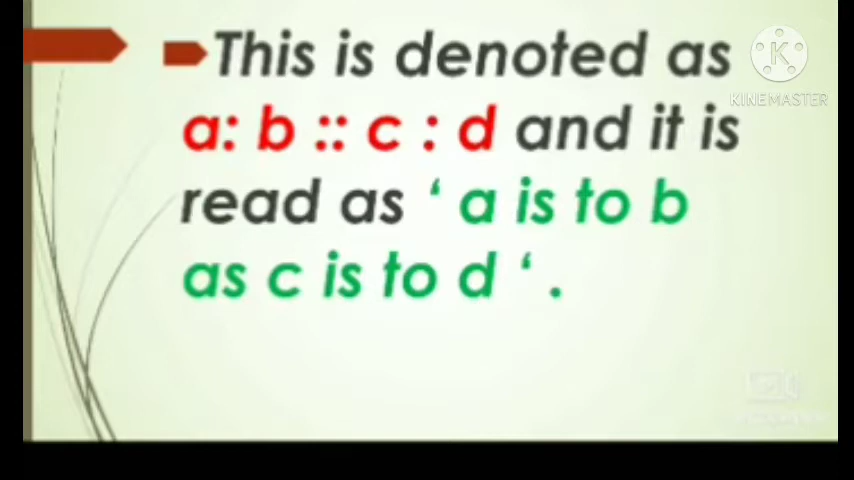 This is denoted as
a: b :: c : d and it is
read as ‘ a is to b
as c is to d ‘ .
K
KINEMASTER